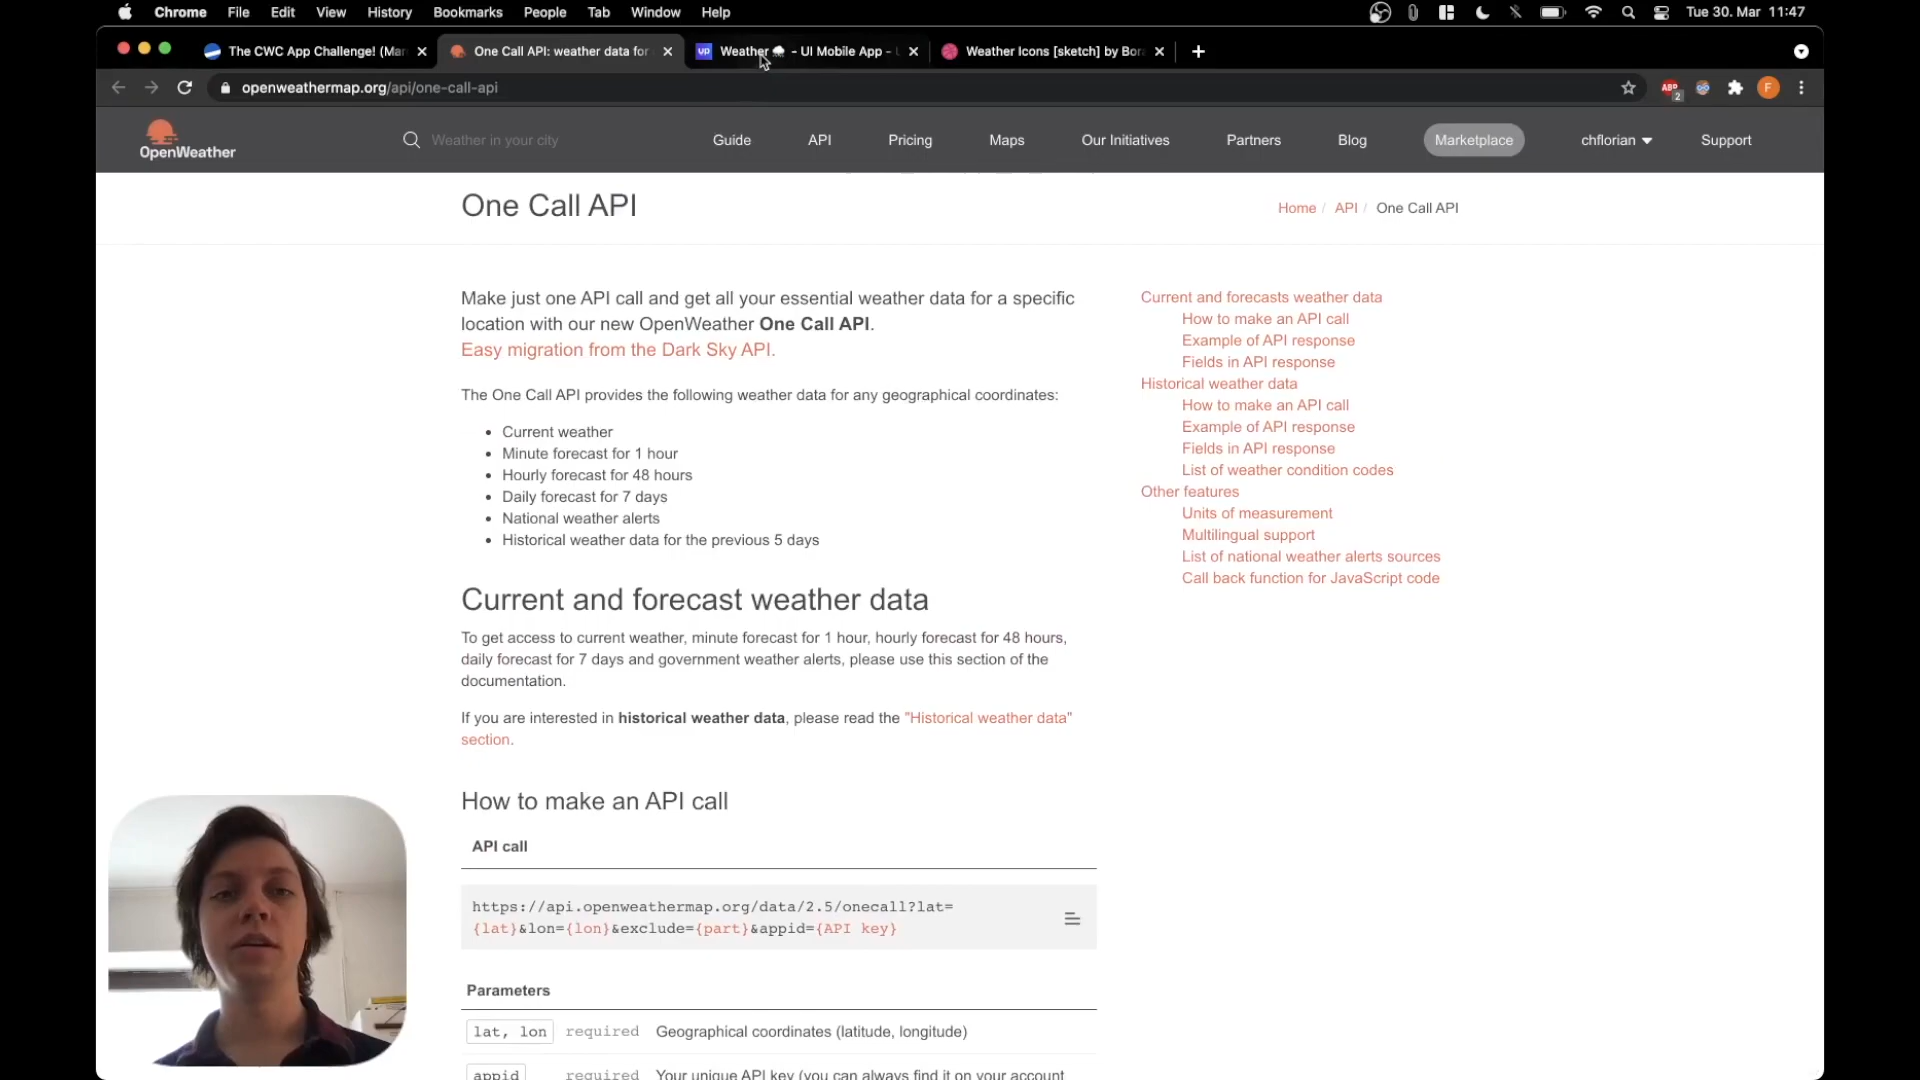 Chrome File Edit View History Bookmarks People Tab Window Help Tue 30. Mar 11:47
The CWC App Challenge! (Mar One Call API: weather data for Weather - UI Mobile App - Weather Icons [sketch] by Bor
openweathermap.org/api/one-call-api ABP 2 F
OpenWeather Weather in your city Guide API Pricing Maps Our Initiatives Partners Blog Marketplace chflorian Support
One Call API
Home / API / One Call API
Make just one API call and get all your essential weather data for a specific
location with our new OpenWeather One Call API.
Easy migration from the Dark Sky API.
The One Call API provides the following weather data for any geographical coordinates:
• Current weather
• Minute forecast for 1 hour
• Hourly forecast for 48 hours
• Daily forecast for 7 days
• National weather alerts
• Historical weather data for the previous 5 days
Current and forecast weather data
To get access to current weather, minute forecast for 1 hour, hourly forecast for 48 hours,
daily forecast for 7 days and government weather alerts, please use this section of the
documentation.
If you are interested in historical weather data, please read the "Historical weather data"
section.
How to make an API call
API call
https://api.openweathermap.org/data/2.5/onecall?lat=
{lat}&lon={lon}&exclude={part}&appid={API key}
Parameters
lat, lon required Geographical coordinates (latitude, longitude)
appid required Your unique API key (you can always find it on your account
Current and forecasts weather data
How to make an API call
Example of API response
Fields in API response
Historical weather data
How to make an API call
Example of API response
Fields in API response
List of weather condition codes
Other features
Units of measurement
Multilingual support
List of national weather alerts sources
Call back function for JavaScript code